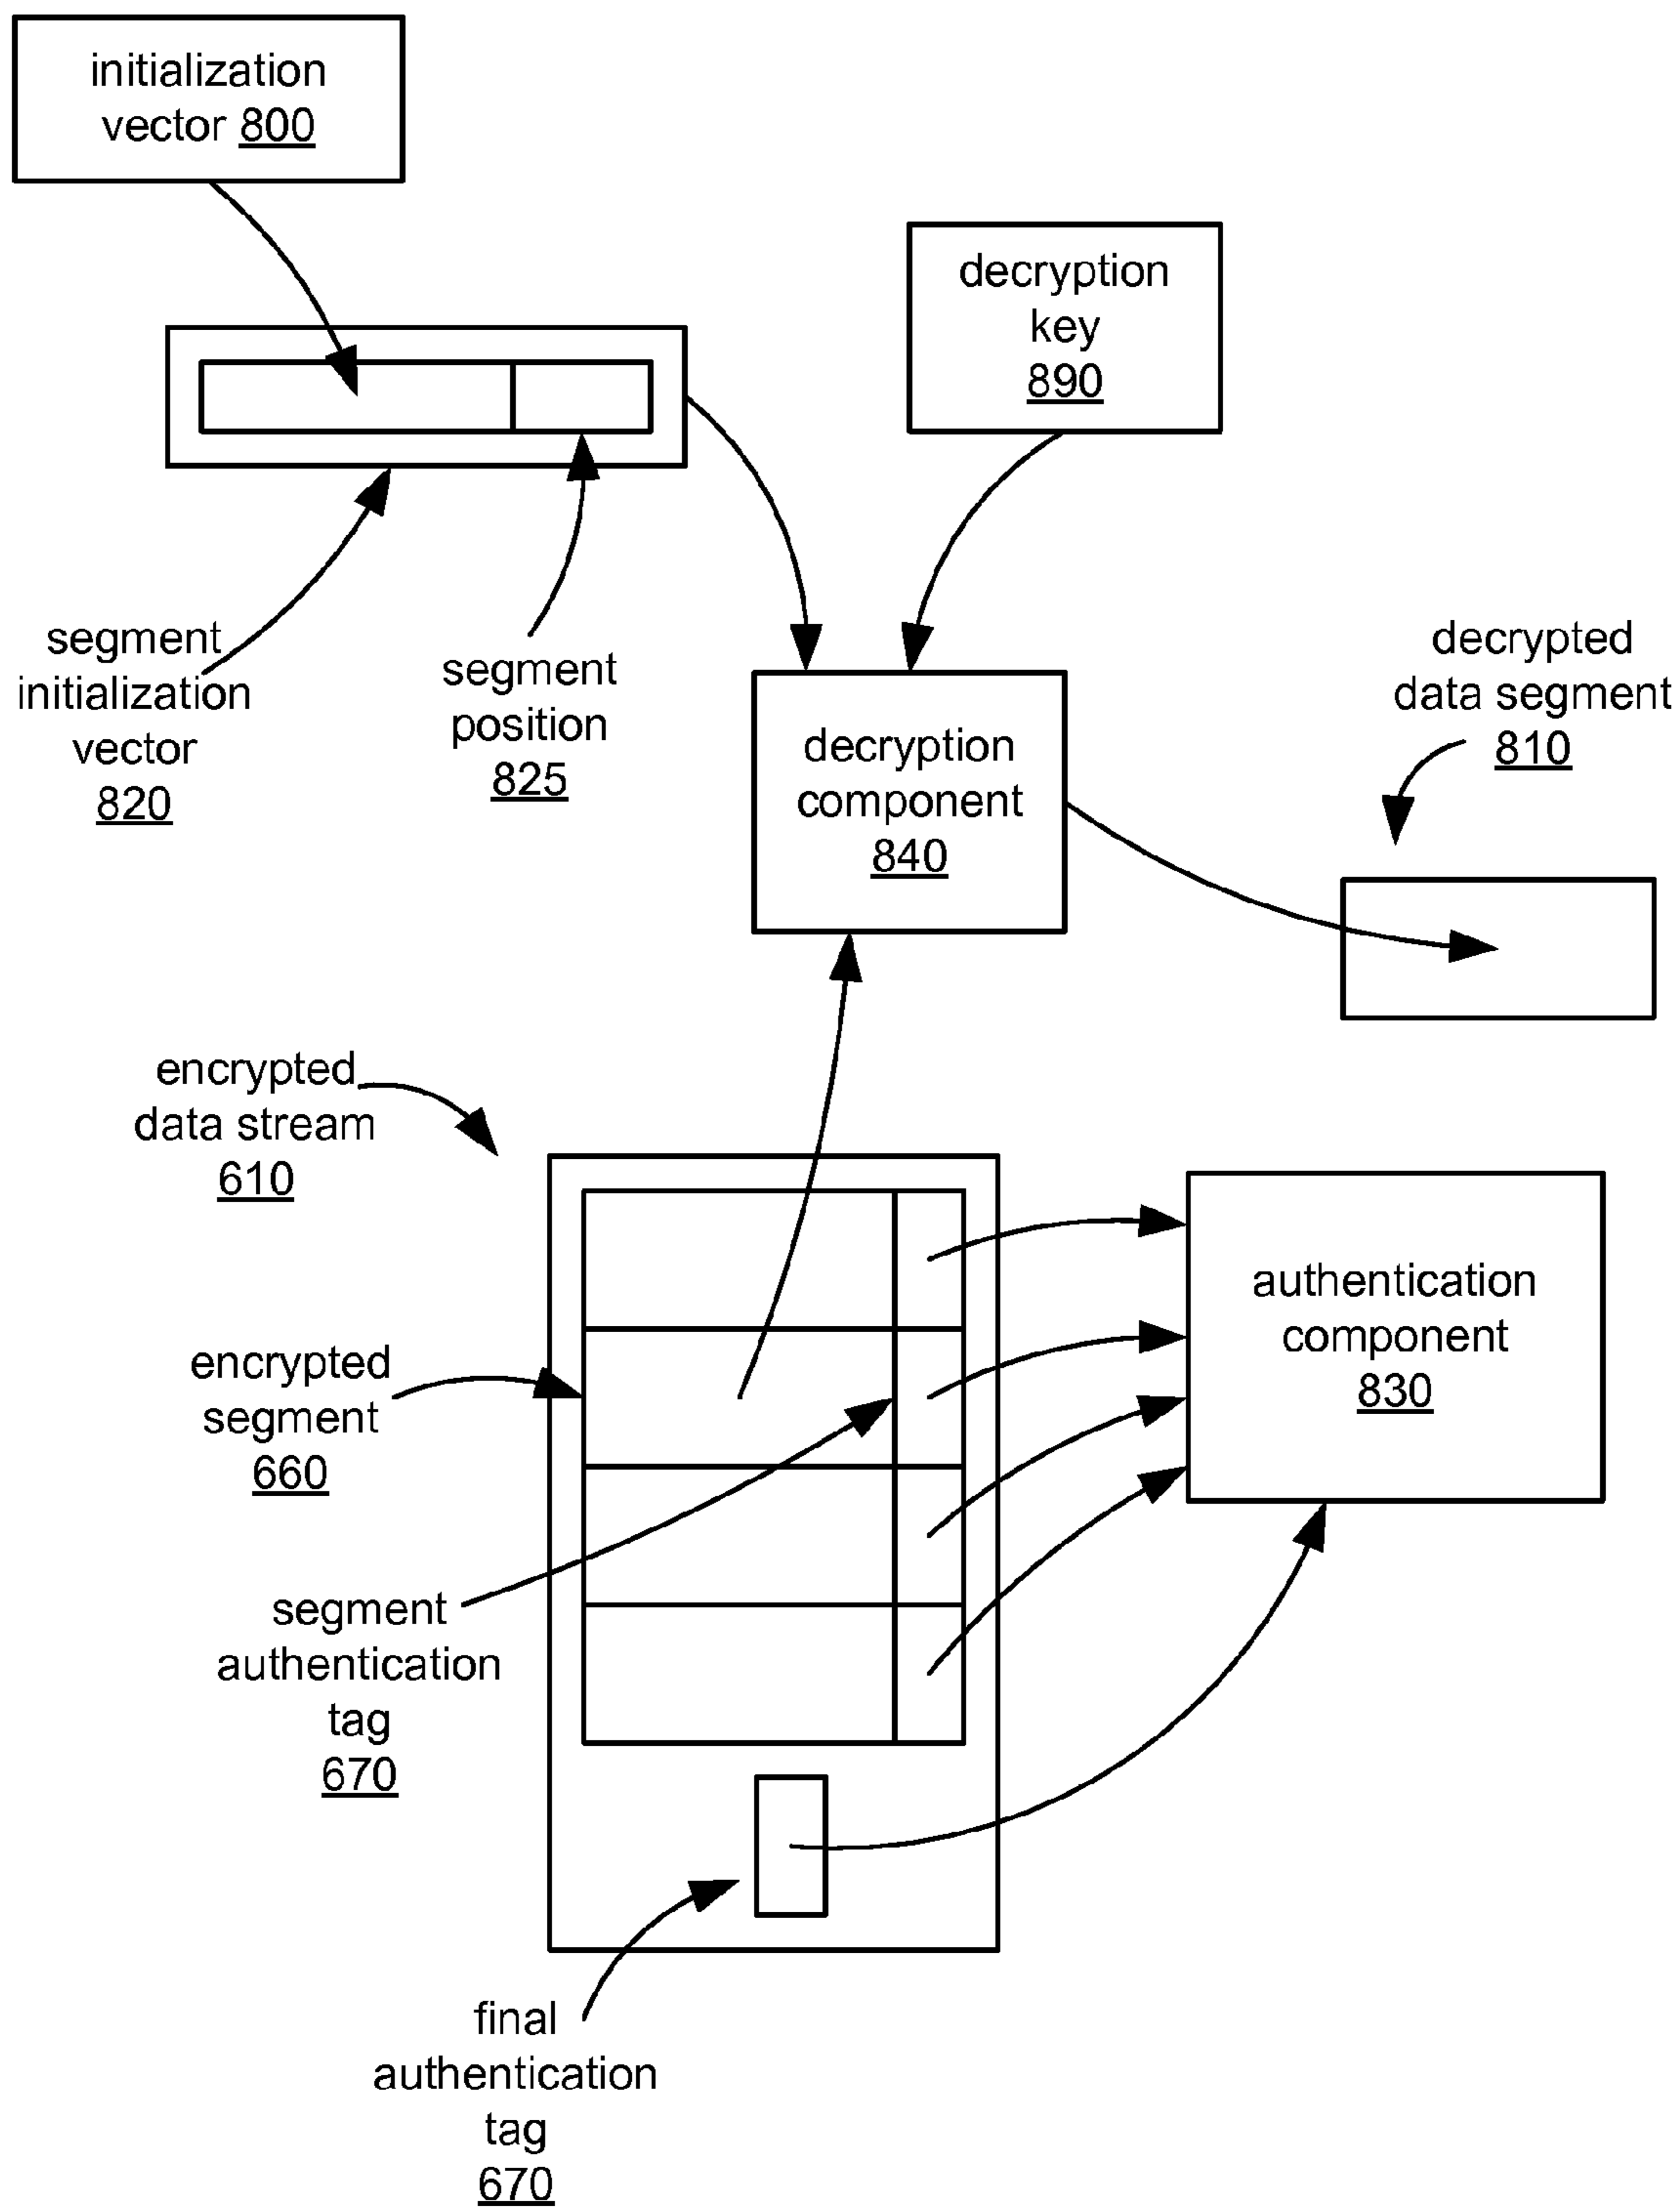 initialization
vector 800
decryption
key
890
segment
initialization
vector
820
segment
position
825
decryption
component
840
decrypted
data segment
810
encrypted
data stream
610
authentication
component
830
encrypted
segment
660
segment
authentication
tag
670
final
authentication
tag
670